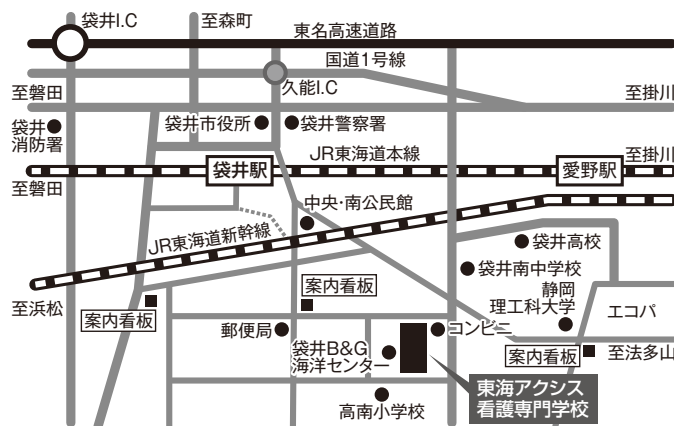 袋井I.C
至森町
東名高速道路
国道1号線
久能I.C
至磐田
至掛川
袋井
消防署
袋井市役所
袋井警察署
JR東海道本線
至掛川
袋井駅
愛野駅
至磐田
中央・南公民館
JR東海道新幹線
袋井高校
袋井南中学校
至浜松
案内看板
案内看板
静岡
理工科大学
エコパ
郵便局
コンビニ
袋井B&G
海洋センター
案内看板
至法多山
東海アクシス
看護専門学校
高南小学校